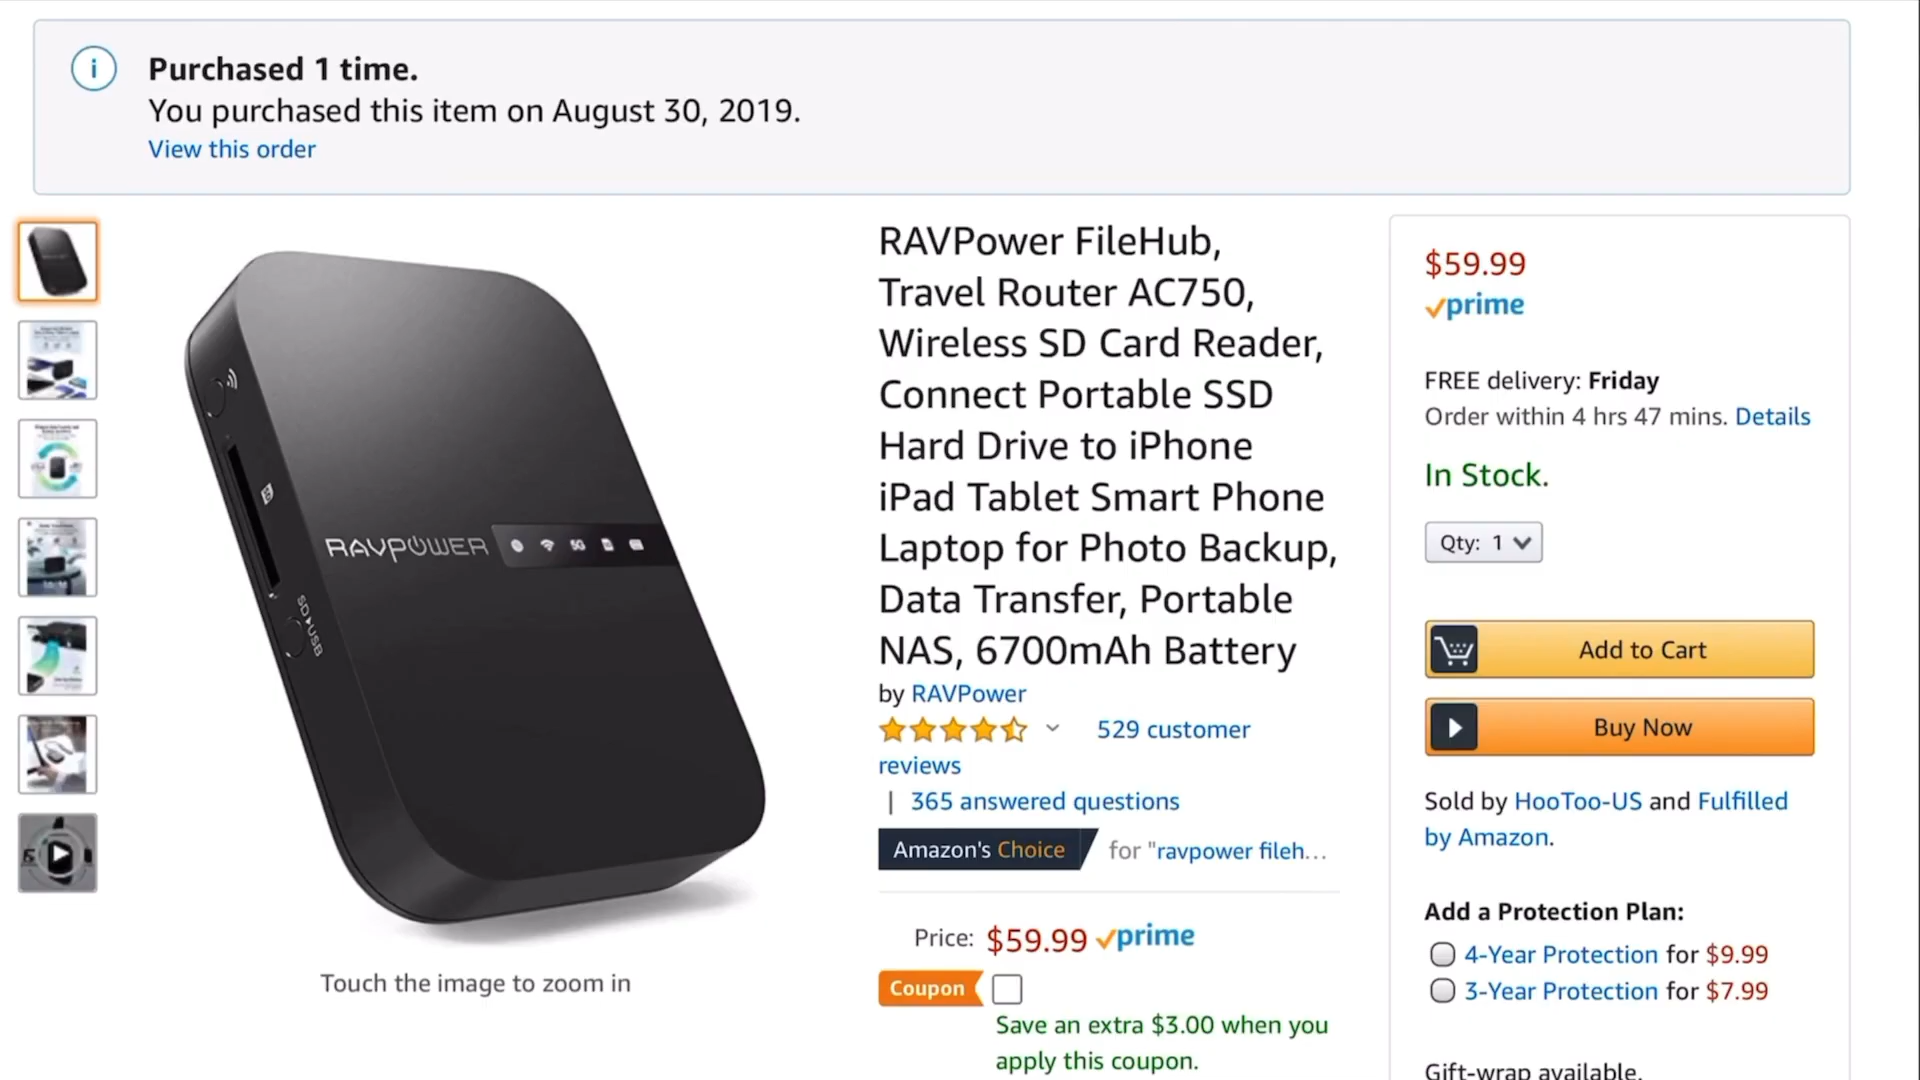 Purchased 1 time.
You purchased this item on August 30, 2019.
View this order
RAVPOWER
5G
SD▶USB
Touch the image to zoom in
RAVPower FileHub,
Travel Router AC750,
Wireless SD Card Reader,
Connect Portable SSD
Hard Drive to iPhone
iPad Tablet Smart Phone
Laptop for Photo Backup,
Data Transfer, Portable
NAS, 6700mAh Battery
by RAVPower
529 customer
reviews
| 365 answered questions
Amazon's Choice for "ravpower fileh...
Price: $59.99 prime
Coupon
Save an extra $3.00 when you
apply this coupon.
$59.99
prime
FREE delivery: Friday
Order within 4 hrs 47 mins. Details
In Stock.
Qty: 1
Add to Cart
Buy Now
Sold by HooToo-US and Fulfilled
by Amazon.
Add a Protection Plan:
4-Year Protection for $9.99
3-Year Protection for $7.99
Gift-wrap available.